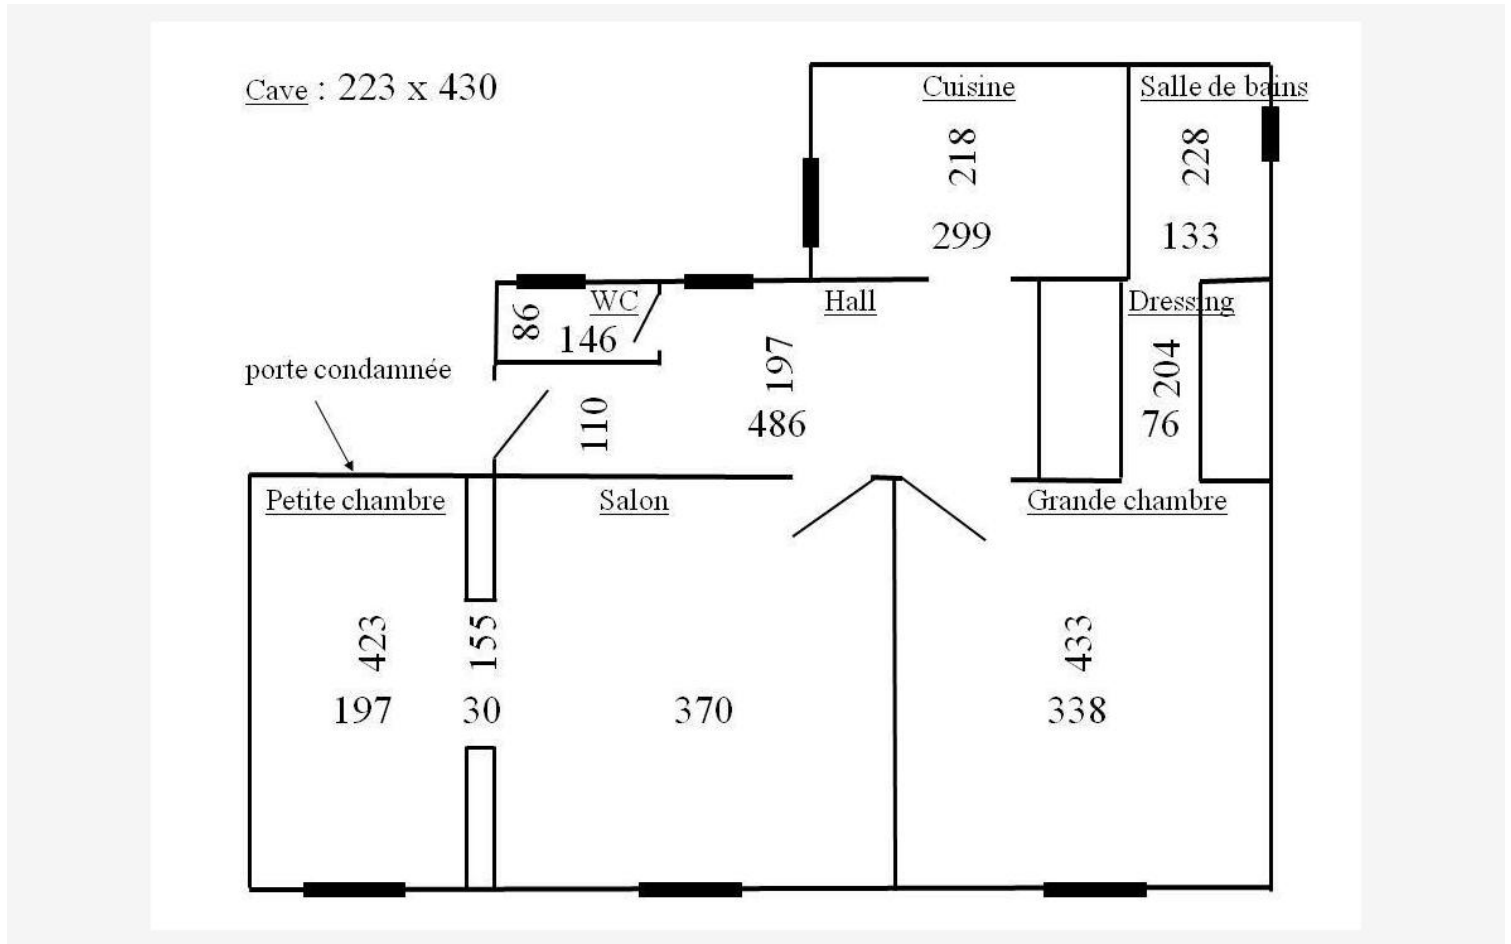 Cave : 223 x 430
Cuisine
Salle de bains
218
228
299
133
WC
Hall
Dressing
86
146
197
204
porte condamnée
110
486
76
Petite chambre
Salon
Grande chambre
423
155
433
197
30
370
338